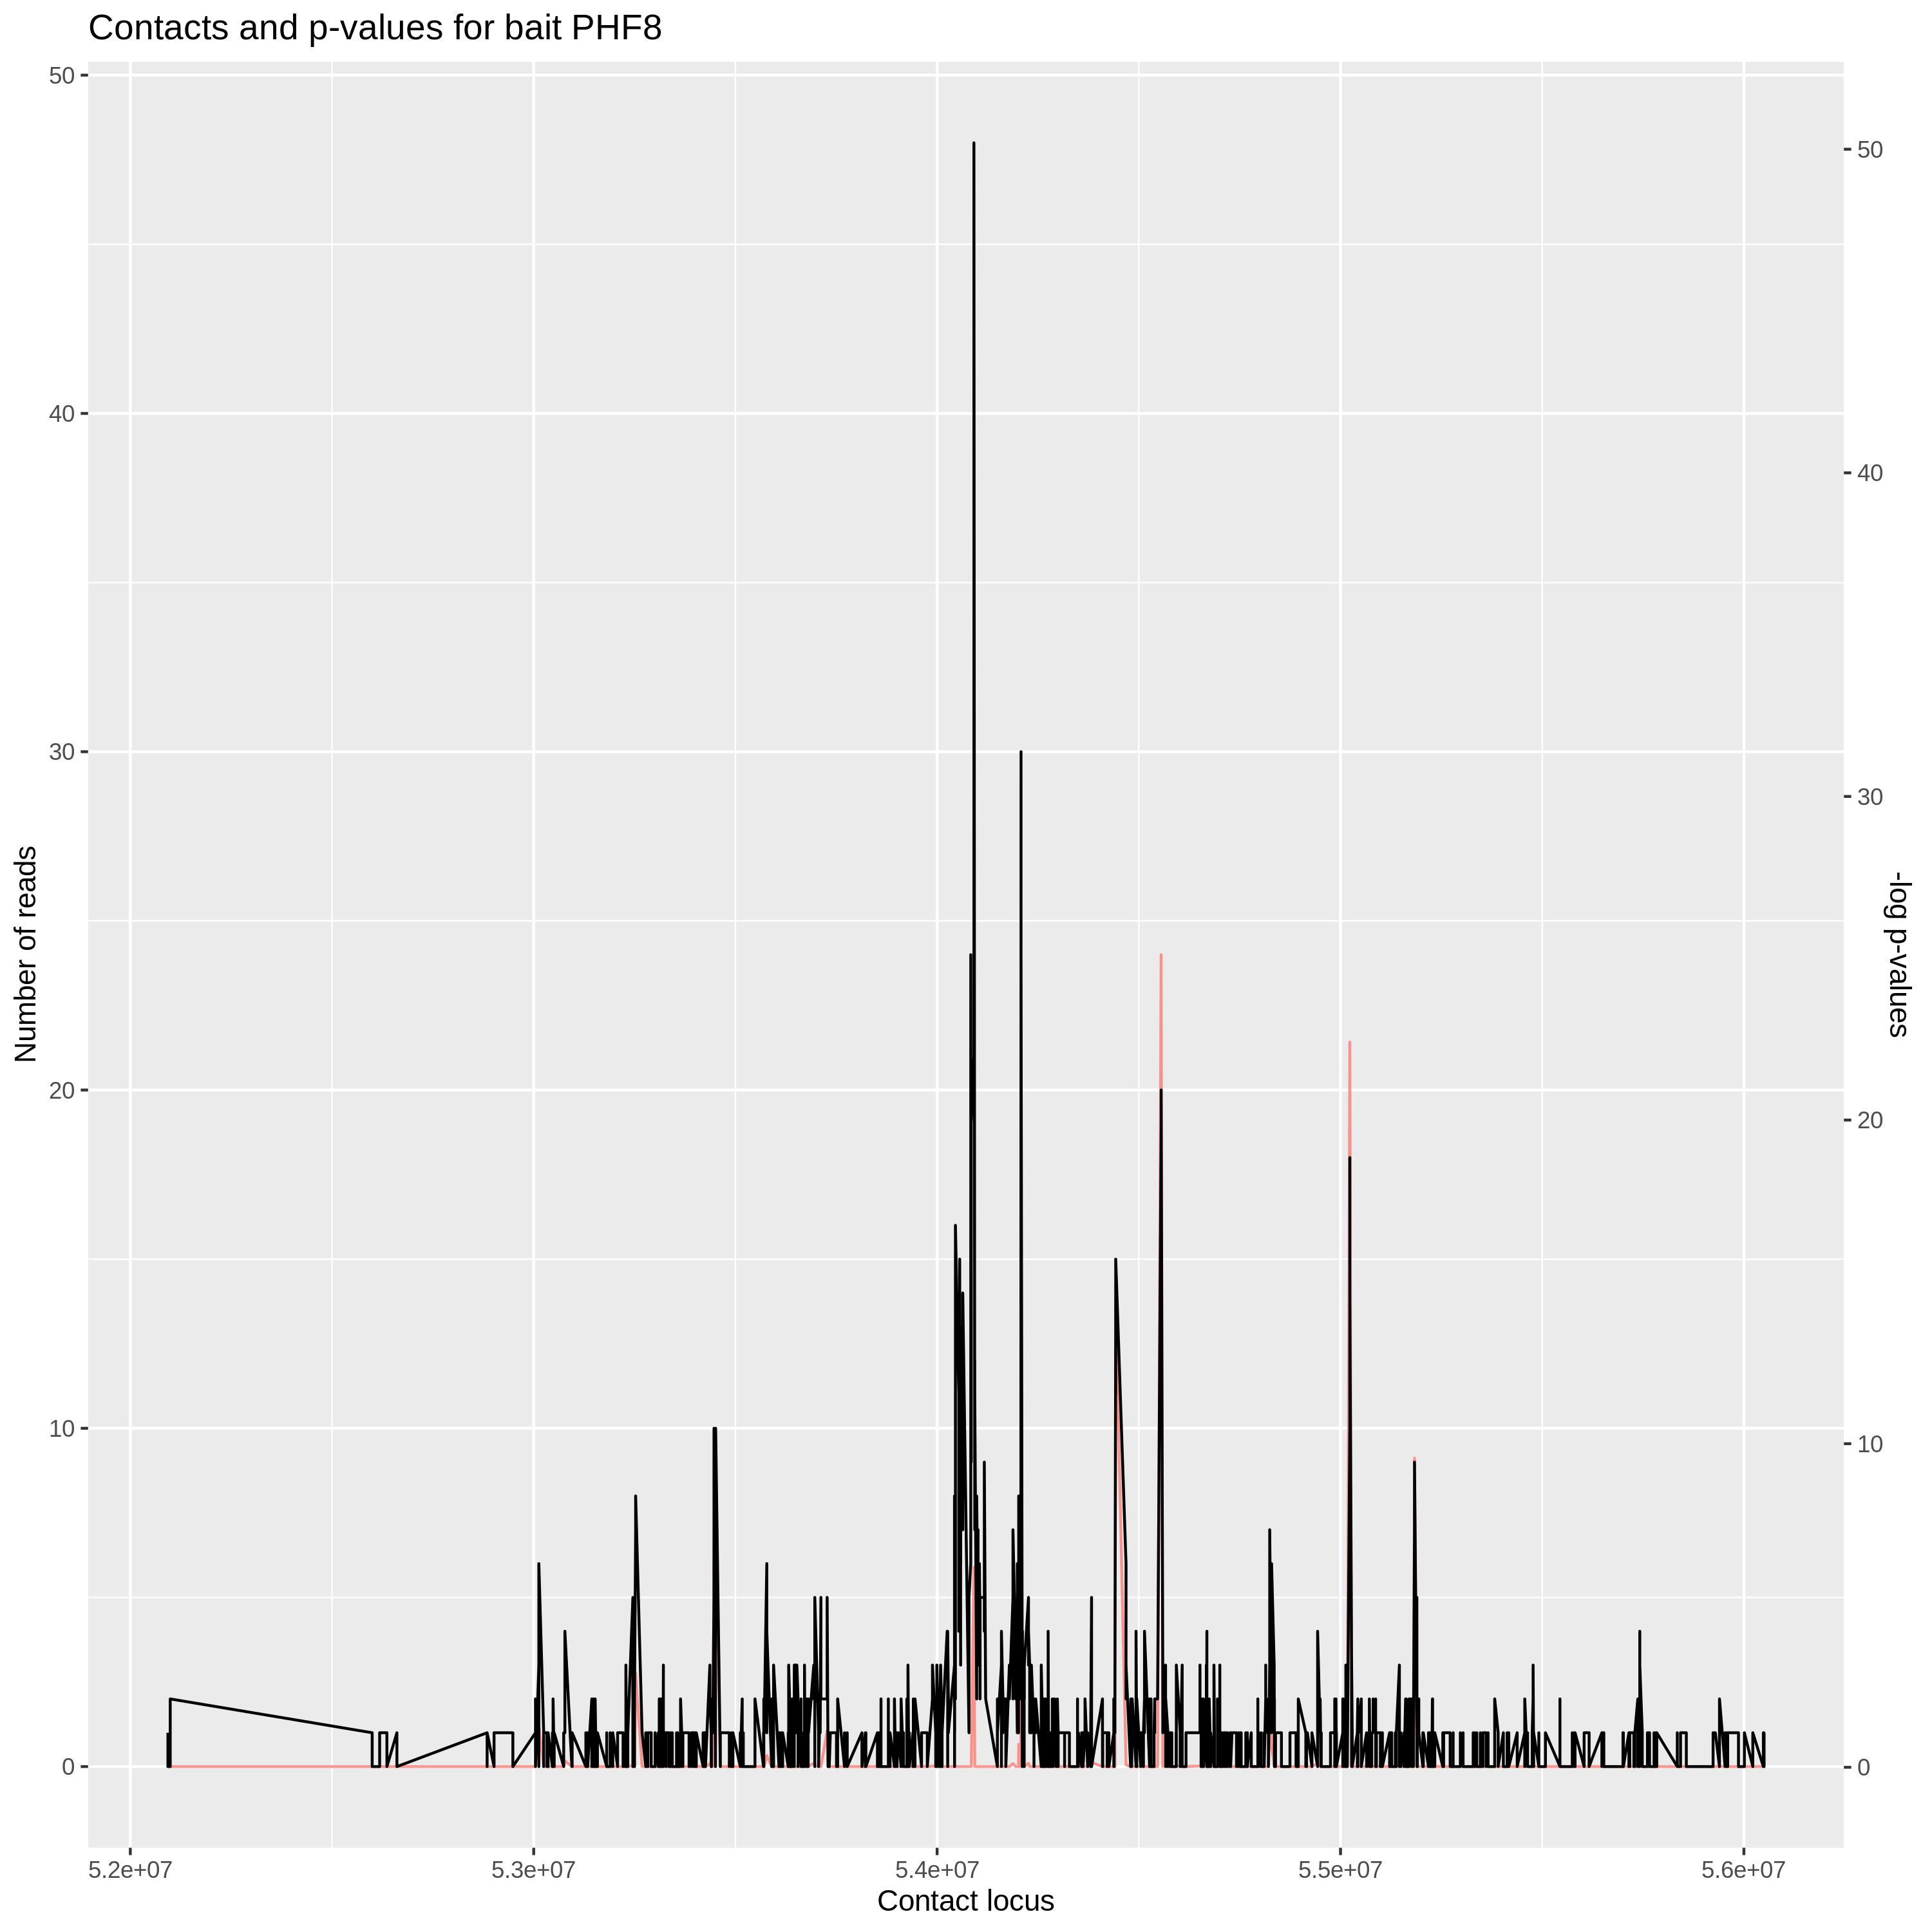 Contacts and p-values for bait PHF8
50
40
30
20
10
0
Number of reads
50
40
30
20
10
0
-log p-values
5.2e+07 5.3e+07 5.4e+07 5.5e+07 5.6e+07
Contact locus